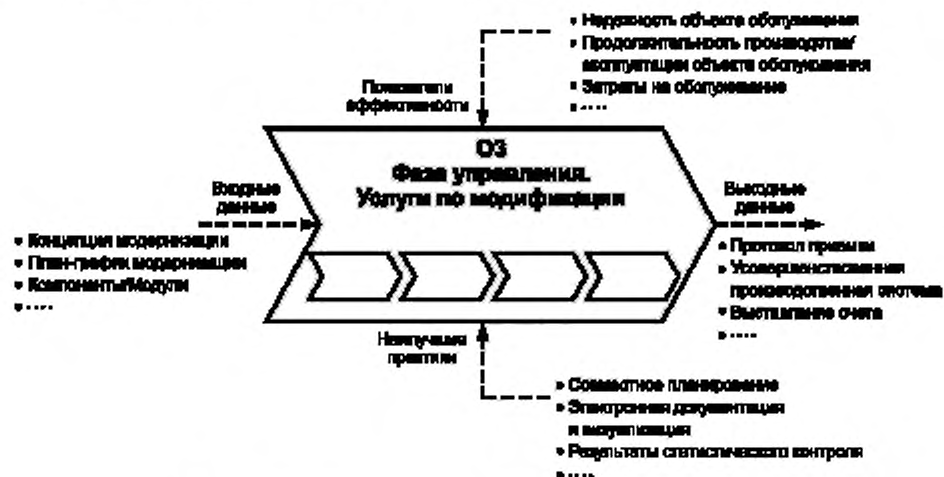 • Надежность объекта обслуживания
• Продолжительность производства/
эксплуатации объекта обслуживания
• Затраты на обслуживание
• ....
Показатели
эффективности
О3
Фаза управления.
Услуги по модификации
Входные
данные
• Концепция модернизации
• План-график модернизации
• Компоненты/Модули
• ....
Выходные
данные
• Протокол приемки
• Усовершенствованная
производственная система
• Выставление счета
• ....
Наилучшие
практики
• Совместное планирование
• Электронная документация
и визуализация
• Результаты статистического контроля
• ....